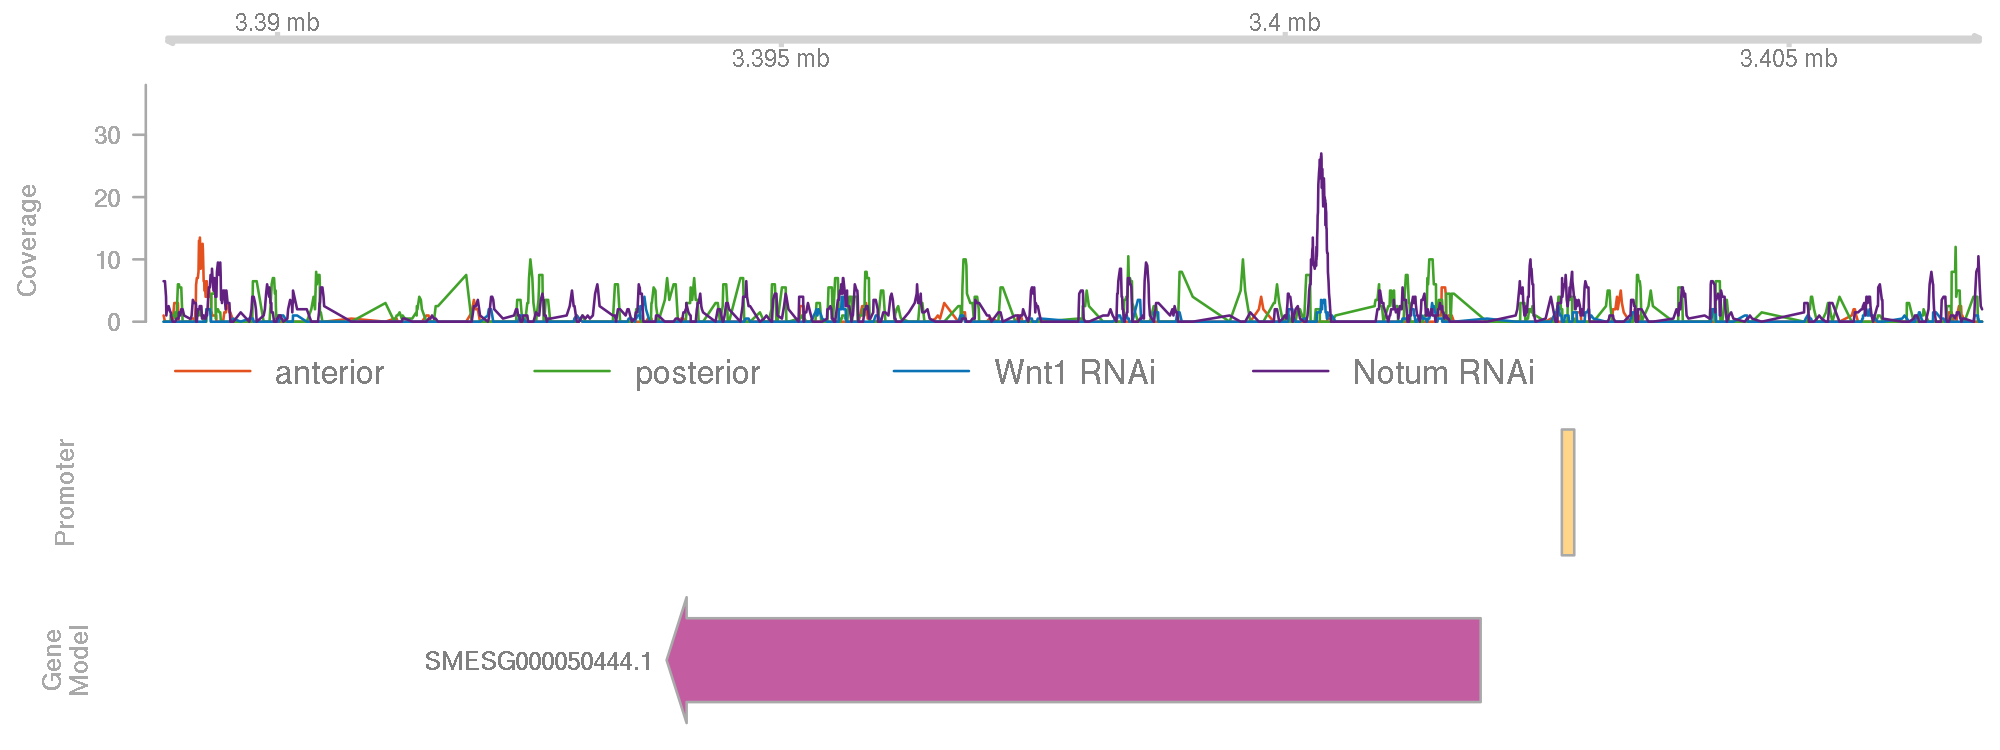 3.39 mb
3.4 mb
3.395 mb
3.405 mb
Coverage
30
20
10
0
anterior
posterior
Wnt1 RNAi
Notum RNAi
Promoter
Gene
Model
SMESG000050444.1